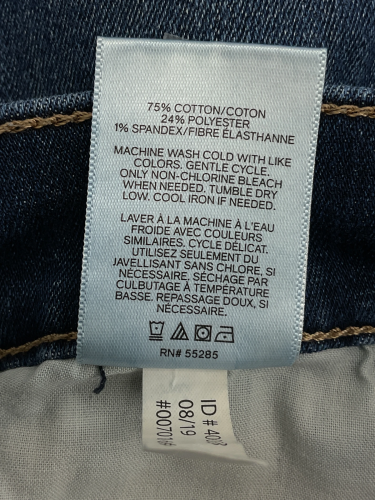 75% COTTON/COTON
24% POLYESTER
1% SPANDEX/FIBRE ÉLASTHANNE
MACHINE WASH COLD WITH LIKE
COLORS. GENTLE CYCLE.
ONLY NON-CHLORINE BLEACH
WHEN NEEDED. TUMBLE DRY
LOW. COOL IRON IF NEEDED.
LAVER À LA MACHINE À L'EAU
FROIDE AVEC COULEURS
SIMILAIRES. CYCLE DÉLICAT.
UTILISEZ SEULEMENT DU
JAVELLISANT SANS CHLORE, SI
NÉCESSAIRE. SÉCHAGE PAR
CULBUTAGE À TEMPÉRATURE
BASSE. REPASSAGE DOUX, SI
NÉCESSAIRE.
RN# 55285
ID# 402
08/19
#00701